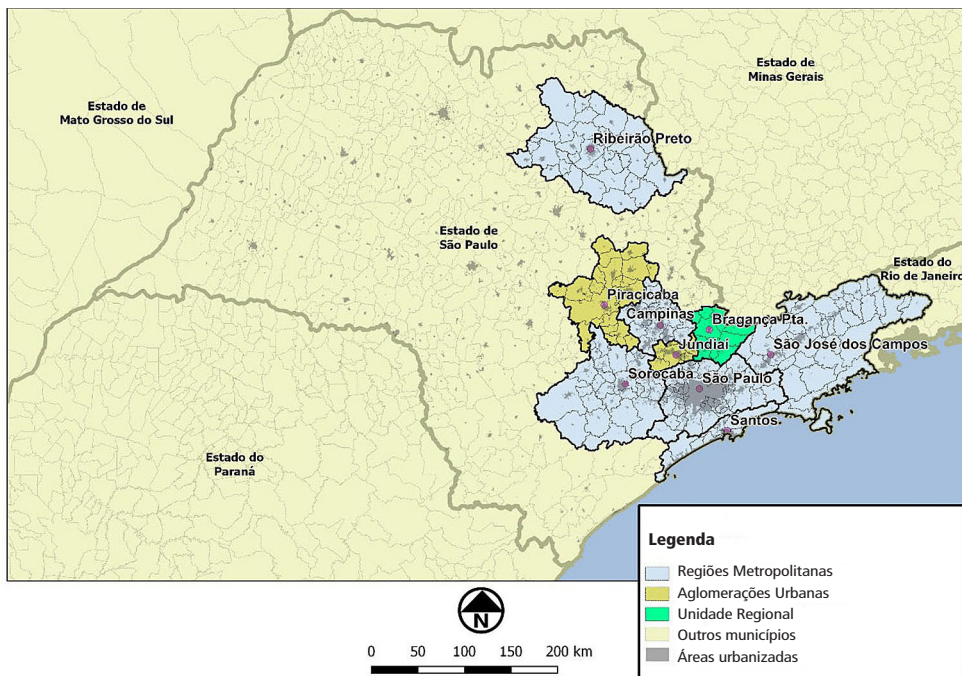 Estado de
Minas Gerais
Estado de
Mato Grosso do Sul
Ribeirão Preto
Estado de
São Paulo
Estado do
Rio de Janeiro
Piracicaba
Campinas
Bragança Pta.
Jundiaí
São José dos Campos
Sorocaba
São Paulo
Santos
Estado do
Paraná
Legenda
Regiões Metropolitanas
Aglomerações Urbanas
Unidade Regional
Outros municípios
Áreas urbanizadas
N
0 50 100 150 200 km